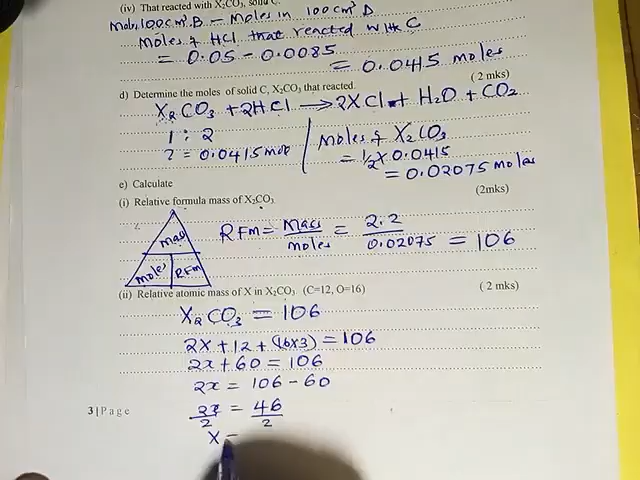 (iv) That reacted with X₂CO₃, solid C.
Mol, 100cm³ B – Moles in 100cm³ D
Moles of HCl that reacted with C
= 0.05 - 0.0085
= 0.0415 moles
d) Determine the moles of solid C, X₂CO₃ that reacted. (2 mks)
X₂CO₃ + 2HCl → 2XCl + H₂O + CO₂
1 : 2
? = 0.0415mol
Moles of X₂CO₃
= ½ x 0.0415
= 0.02075 moles
e) Calculate
(i) Relative formula mass of X₂CO₃ (2mks)
mass
moles RFM
RFM = mass/moles = 2.2/0.02075 = 106
(ii) Relative atomic mass of X in X₂CO₃ (C=12, O=16) (2 mks)
X₂CO₃ = 106
2X + 12 + (16x3) = 106
2x + 60 = 106
2x = 106 - 60
2x/2 = 46/2
X =
3 | Page